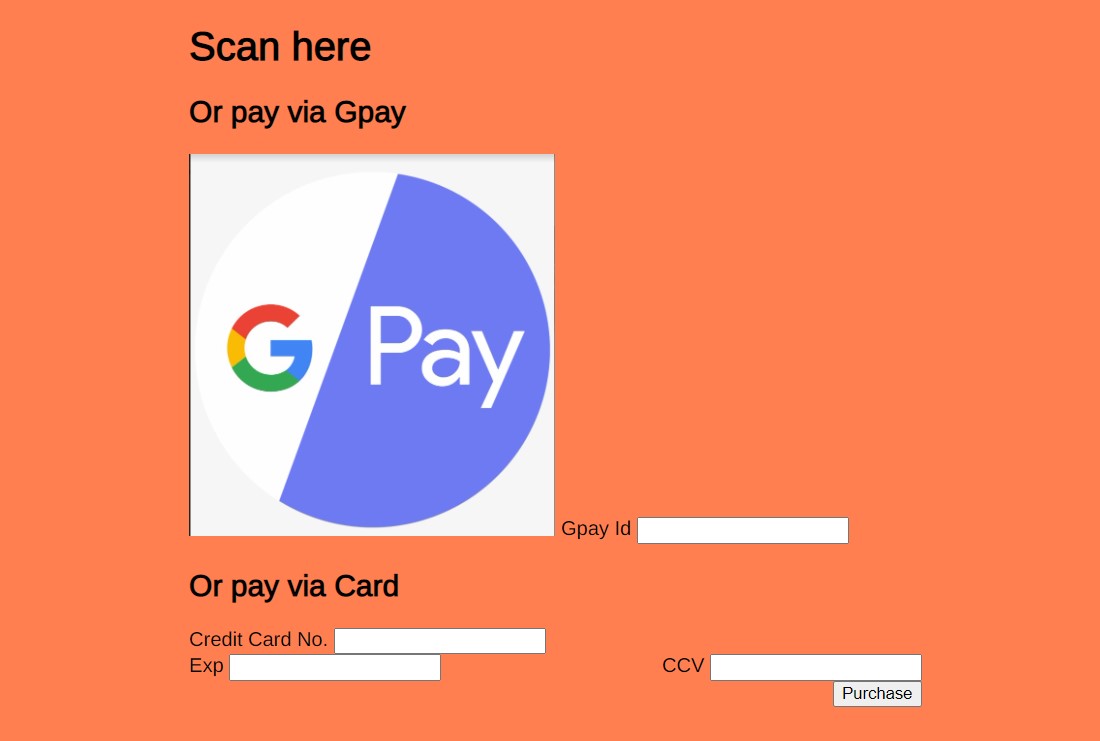 Scan here
Or pay via Gpay
G Pay
Gpay Id
Or pay via Card
Credit Card No.
Exp CCV
Purchase